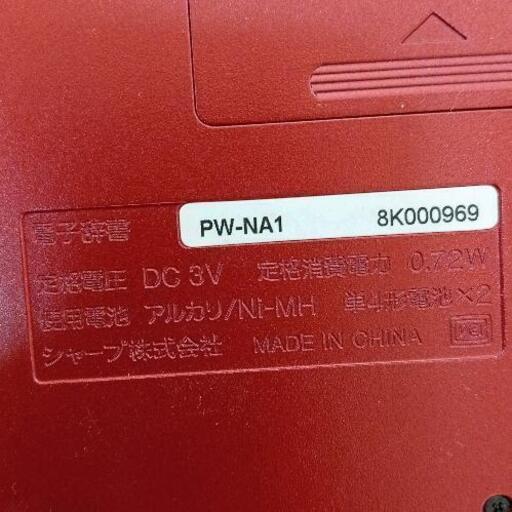 電子辞書 PW-NA1 8K000969
定格電圧 DC 3V 定格消費電力 0.72W
使用電池 アルカリ/Ni-MH 単4形電池×2
シャープ株式会社 MADE IN CHINA